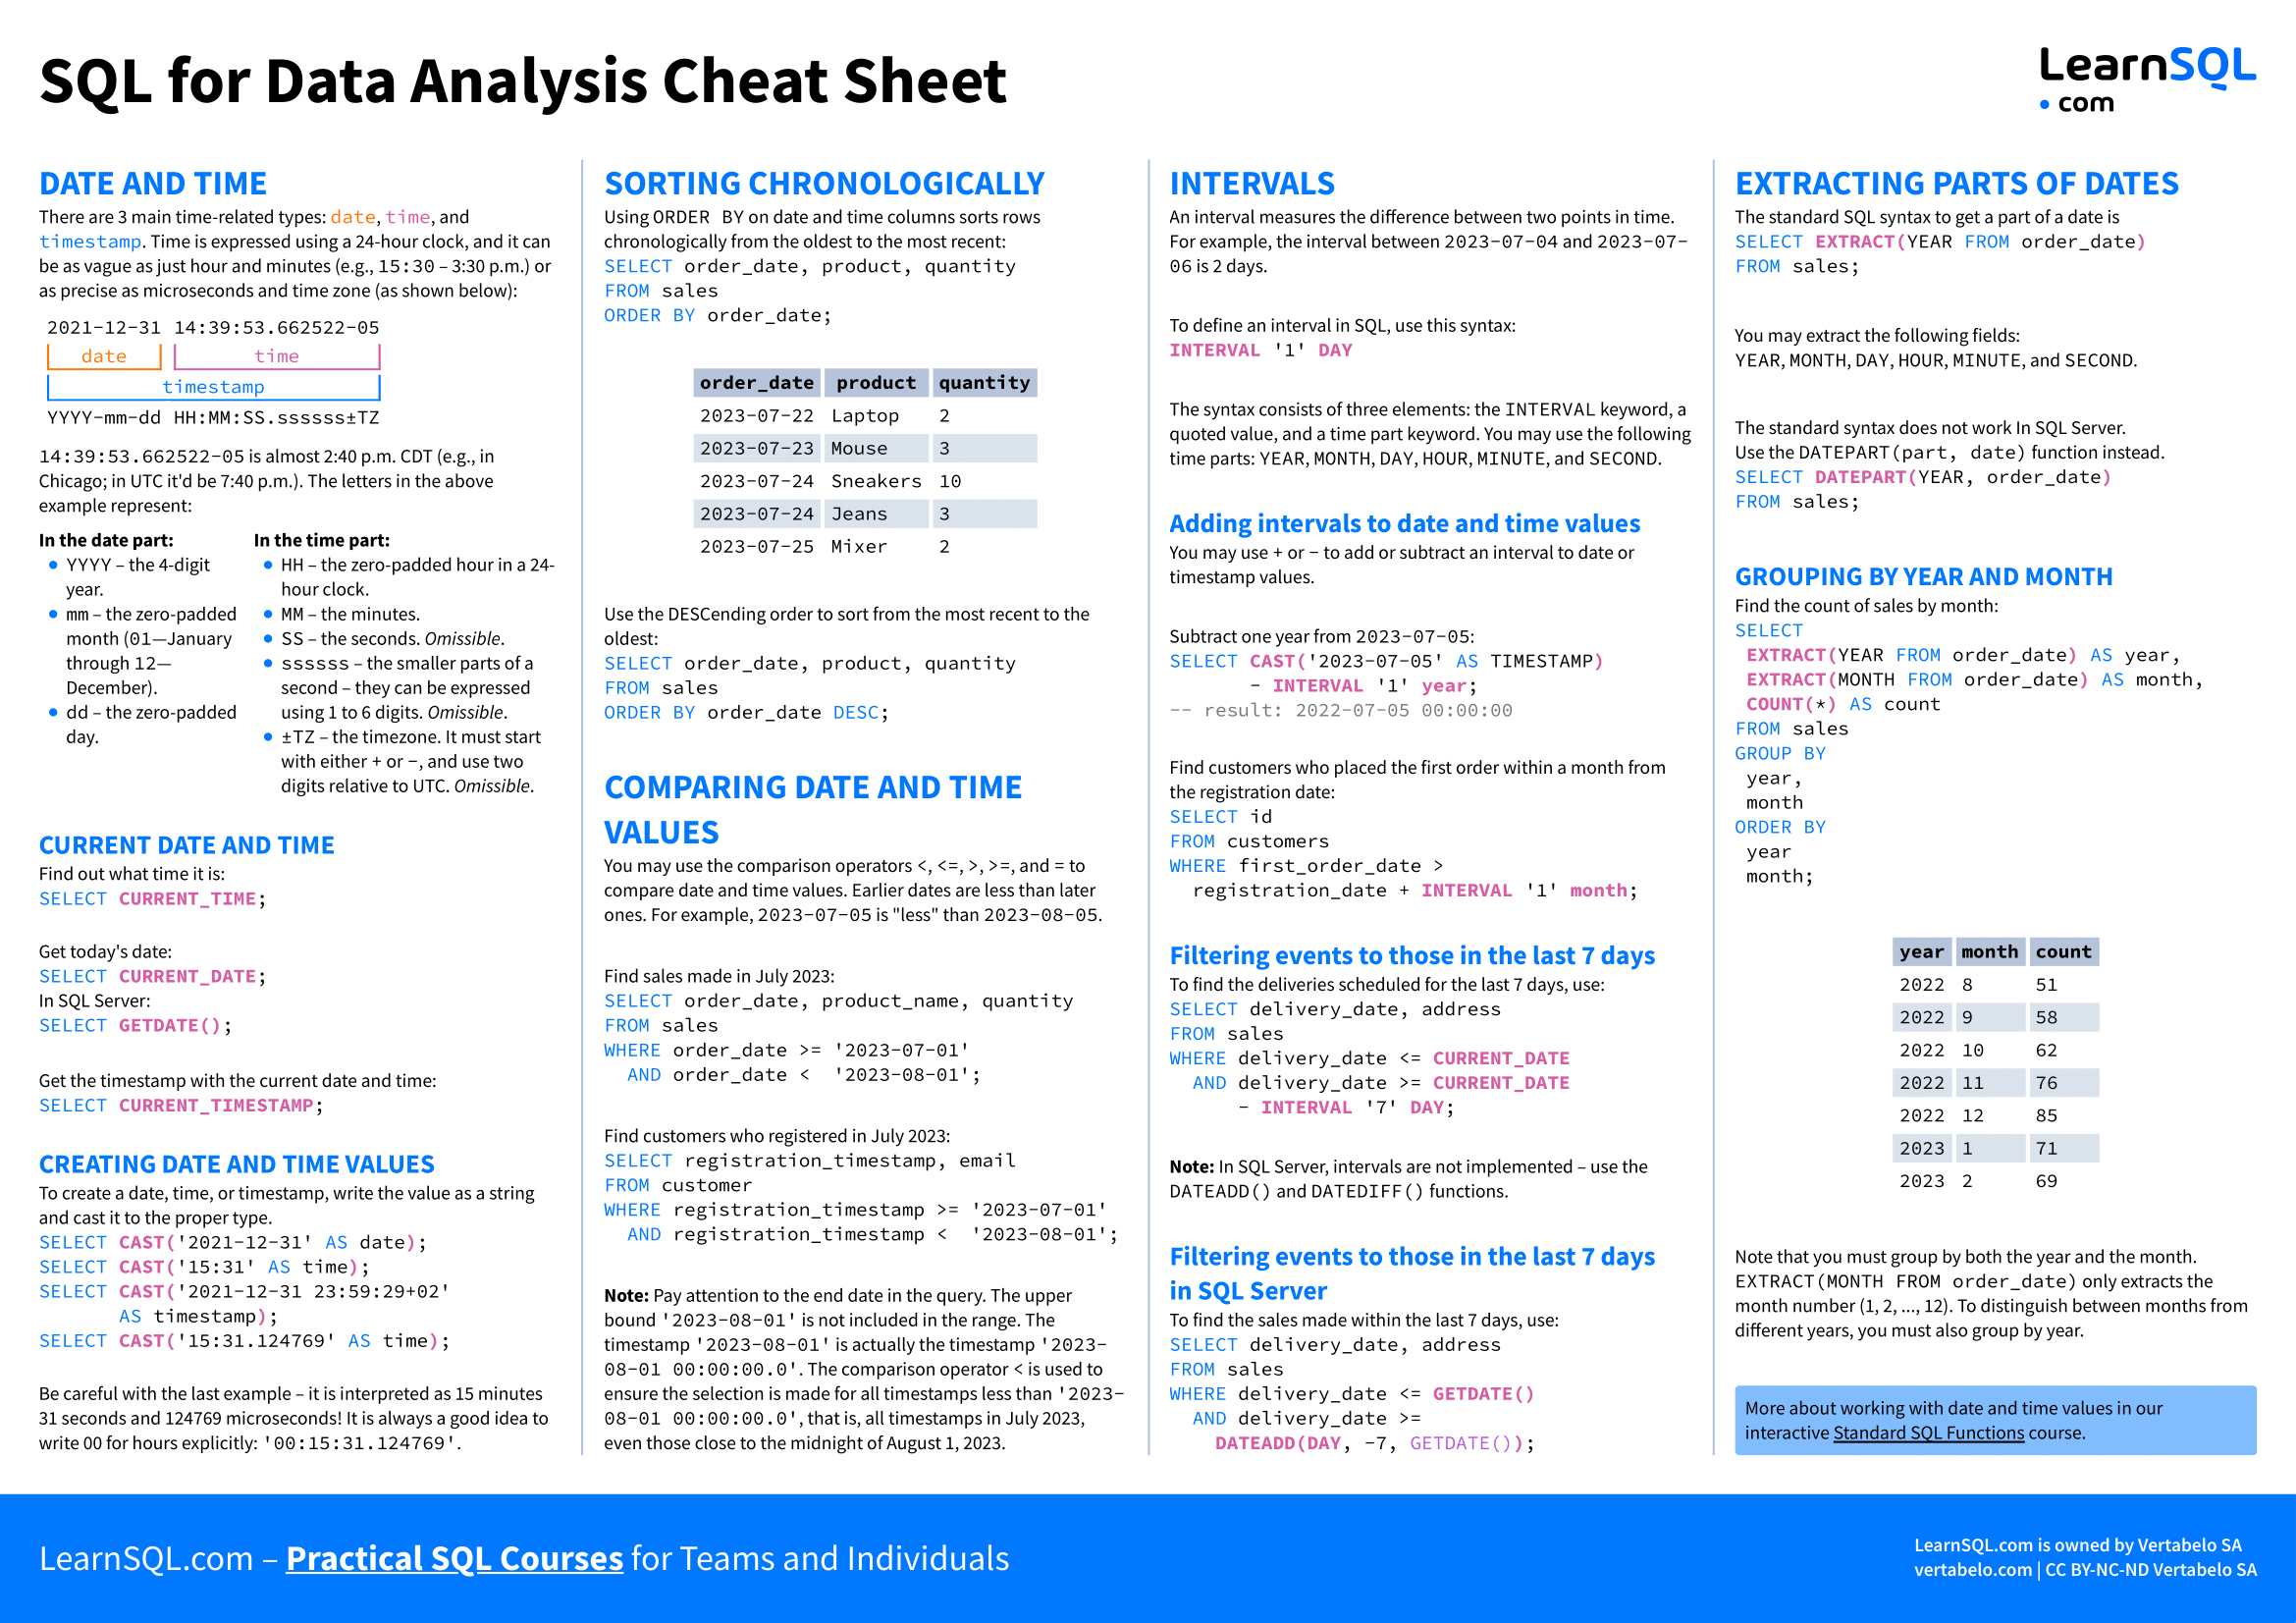 SQL for Data Analysis Cheat Sheet
LearnSQL
• com
DATE AND TIME
There are 3 main time-related types: date, time, and
timestamp. Time is expressed using a 24-hour clock, and it can
be as vague as just hour and minutes (e.g., 15:30 – 3:30 p.m.) or
as precise as microseconds and time zone (as shown below):
2021-12-31 14:39:53.662522-05
date time
timestamp
YYYY-mm-dd HH:MM:SS.ssssss±TZ
14:39:53.662522-05 is almost 2:40 p.m. CDT (e.g., in
Chicago; in UTC it'd be 7:40 p.m.). The letters in the above
example represent:
In the date part:
• YYYY – the 4-digit
year.
• mm – the zero-padded
month (01—January
through 12—
December).
• dd – the zero-padded
day.
In the time part:
• HH – the zero-padded hour in a 24-
hour clock.
• MM – the minutes.
• SS – the seconds. Omissible.
• ssssss – the smaller parts of a
second – they can be expressed
using 1 to 6 digits. Omissible.
• ±TZ – the timezone. It must start
with either + or −, and use two
digits relative to UTC. Omissible.
CURRENT DATE AND TIME
Find out what time it is:
SELECT CURRENT_TIME;
Get today's date:
SELECT CURRENT_DATE;
In SQL Server:
SELECT GETDATE();
Get the timestamp with the current date and time:
SELECT CURRENT_TIMESTAMP;
CREATING DATE AND TIME VALUES
To create a date, time, or timestamp, write the value as a string
and cast it to the proper type.
SELECT CAST('2021-12-31' AS date);
SELECT CAST('15:31' AS time);
SELECT CAST('2021-12-31 23:59:29+02'
AS timestamp);
SELECT CAST('15:31.124769' AS time);
Be careful with the last example – it is interpreted as 15 minutes
31 seconds and 124769 microseconds! It is always a good idea to
write 00 for hours explicitly: '00:15:31.124769'.
SORTING CHRONOLOGICALLY
Using ORDER BY on date and time columns sorts rows
chronologically from the oldest to the most recent:
SELECT order_date, product, quantity
FROM sales
ORDER BY order_date;
order_date product quantity
2023-07-22 Laptop 2
2023-07-23 Mouse 3
2023-07-24 Sneakers 10
2023-07-24 Jeans 3
2023-07-25 Mixer 2
Use the DESCending order to sort from the most recent to the
oldest:
SELECT order_date, product, quantity
FROM sales
ORDER BY order_date DESC;
COMPARING DATE AND TIME
VALUES
You may use the comparison operators <, <=, >, >=, and = to
compare date and time values. Earlier dates are less than later
ones. For example, 2023-07-05 is "less" than 2023-08-05.
Find sales made in July 2023:
SELECT order_date, product_name, quantity
FROM sales
WHERE order_date >= '2023-07-01'
AND order_date < '2023-08-01';
Find customers who registered in July 2023:
SELECT registration_timestamp, email
FROM customer
WHERE registration_timestamp >= '2023-07-01'
AND registration_timestamp < '2023-08-01';
Note: Pay attention to the end date in the query. The upper
bound '2023-08-01' is not included in the range. The
timestamp '2023-08-01' is actually the timestamp '2023-
08-01 00:00:00.0'. The comparison operator < is used to
ensure the selection is made for all timestamps less than '2023-
08-01 00:00:00.0', that is, all timestamps in July 2023,
even those close to the midnight of August 1, 2023.
INTERVALS
An interval measures the difference between two points in time.
For example, the interval between 2023-07-04 and 2023-07-
06 is 2 days.
To define an interval in SQL, use this syntax:
INTERVAL '1' DAY
The syntax consists of three elements: the INTERVAL keyword, a
quoted value, and a time part keyword. You may use the following
time parts: YEAR, MONTH, DAY, HOUR, MINUTE, and SECOND.
Adding intervals to date and time values
You may use + or − to add or subtract an interval to date or
timestamp values.
Subtract one year from 2023-07-05:
SELECT CAST('2023-07-05' AS TIMESTAMP)
- INTERVAL '1' year;
-- result: 2022-07-05 00:00:00
Find customers who placed the first order within a month from
the registration date:
SELECT id
FROM customers
WHERE first_order_date >
registration_date + INTERVAL '1' month;
Filtering events to those in the last 7 days
To find the deliveries scheduled for the last 7 days, use:
SELECT delivery_date, address
FROM sales
WHERE delivery_date <= CURRENT_DATE
AND delivery_date >= CURRENT_DATE
- INTERVAL '7' DAY;
Note: In SQL Server, intervals are not implemented – use the
DATEADD() and DATEDIFF() functions.
Filtering events to those in the last 7 days
in SQL Server
To find the sales made within the last 7 days, use:
SELECT delivery_date, address
FROM sales
WHERE delivery_date <= GETDATE()
AND delivery_date >=
DATEADD(DAY, -7, GETDATE());
EXTRACTING PARTS OF DATES
The standard SQL syntax to get a part of a date is
SELECT EXTRACT(YEAR FROM order_date)
FROM sales;
You may extract the following fields:
YEAR, MONTH, DAY, HOUR, MINUTE, and SECOND.
The standard syntax does not work In SQL Server.
Use the DATEPART(part, date) function instead.
SELECT DATEPART(YEAR, order_date)
FROM sales;
GROUPING BY YEAR AND MONTH
Find the count of sales by month:
SELECT
EXTRACT(YEAR FROM order_date) AS year,
EXTRACT(MONTH FROM order_date) AS month,
COUNT(*) AS count
FROM sales
GROUP BY
year,
month
ORDER BY
year
month;
year month count
2022 8 51
2022 9 58
2022 10 62
2022 11 76
2022 12 85
2023 1 71
2023 2 69
Note that you must group by both the year and the month.
EXTRACT(MONTH FROM order_date) only extracts the
month number (1, 2, ..., 12). To distinguish between months from
different years, you must also group by year.
More about working with date and time values in our
interactive Standard SQL Functions course.
LearnSQL.com – Practical SQL Courses for Teams and Individuals
LearnSQL.com is owned by Vertabelo SA
vertabelo.com | CC BY-NC-ND Vertabelo SA